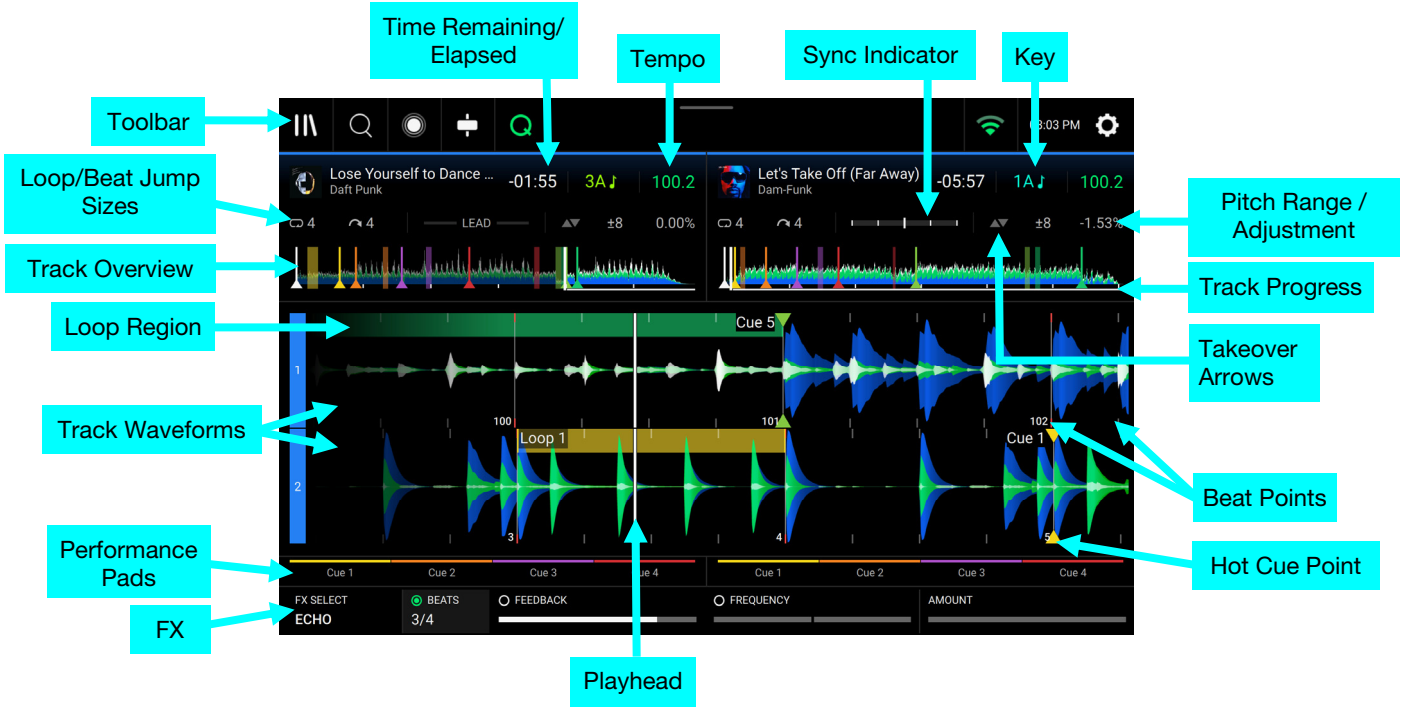 Time Remaining/
Elapsed
Tempo
Sync Indicator
Key
Toolbar
Q
03:03 PM
Loop/Beat Jump
Sizes
Lose Yourself to Dance ...
Daft Punk
-01:55
3A♪
100.2
Let's Take Off (Far Away)
Dam-Funk
-05:57
1A♪
100.2
4
4
LEAD
±8
0.00%
4
4
±8
-1.53%
Pitch Range /
Adjustment
Track Overview
Track Progress
Loop Region
Cue 5
Takeover
Arrows
1
Track Waveforms
100
101
102
Loop 1
Cue 1
2
Beat Points
3
4
5
Hot Cue Point
Performance
Pads
Cue 1
Cue 2
Cue 3
Cue 4
Cue 1
Cue 2
Cue 3
Cue 4
FX
FX SELECT
ECHO
BEATS
3/4
FEEDBACK
FREQUENCY
AMOUNT
Playhead